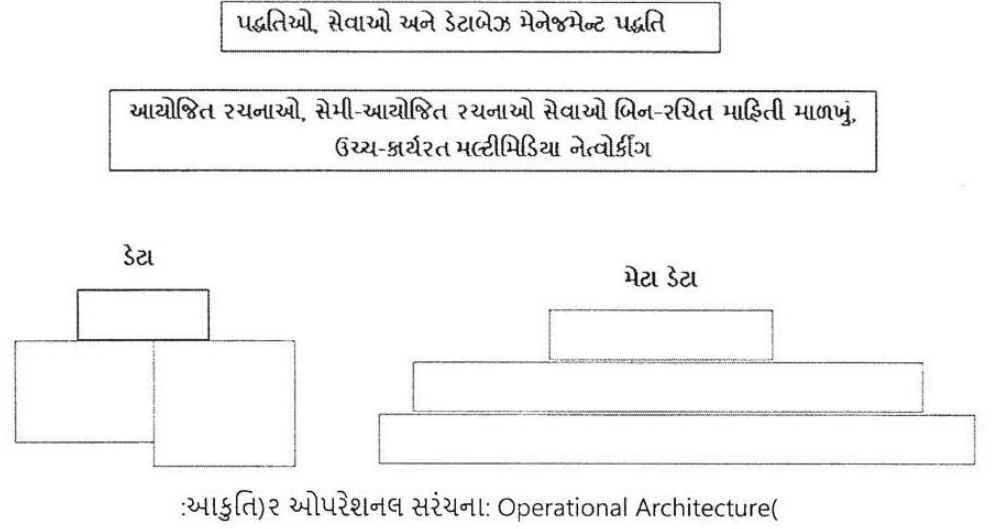 પદ્ધતિઓ, સેવાઓ અને ડેટાબેઝ મેનેજમેન્ટ પદ્ધતિ
આયોજિત રચનાઓ, સેમી-આયોજિત રચનાઓ સેવાઓ બિન-રચિત માહિતી માળખું,
ઉચ્ચ-કાર્યરત મલ્ટીમિડિયા નેત્વોર્કીંગ
ડેટા
મેટા ડેટા
:આકુતિ)૨ ઓપરેશનલ સરંચના: Operational Architecture(